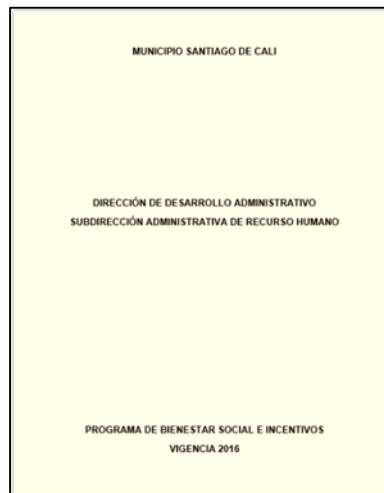 MUNICIPIO SANTIAGO DE CALI
DIRECCIÓN DE DESARROLLO ADMINISTRATIVO
SUBDIRECCIÓN ADMINISTRATIVA DE RECURSO HUMANO
PROGRAMA DE BIENESTAR SOCIAL E INCENTIVOS
VIGENCIA 2016